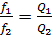 f₁/f₂ = Q₁/Q₂